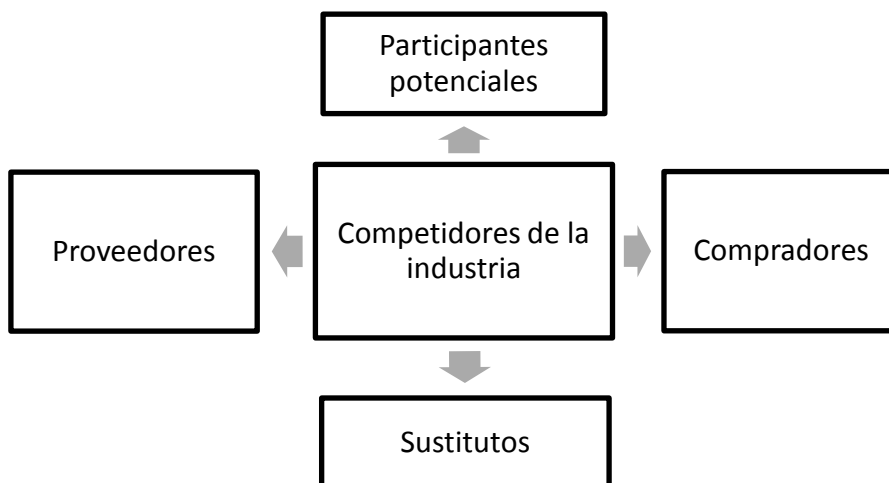 Participantes
potenciales
Proveedores
Competidores de la
industria
Compradores
Sustitutos